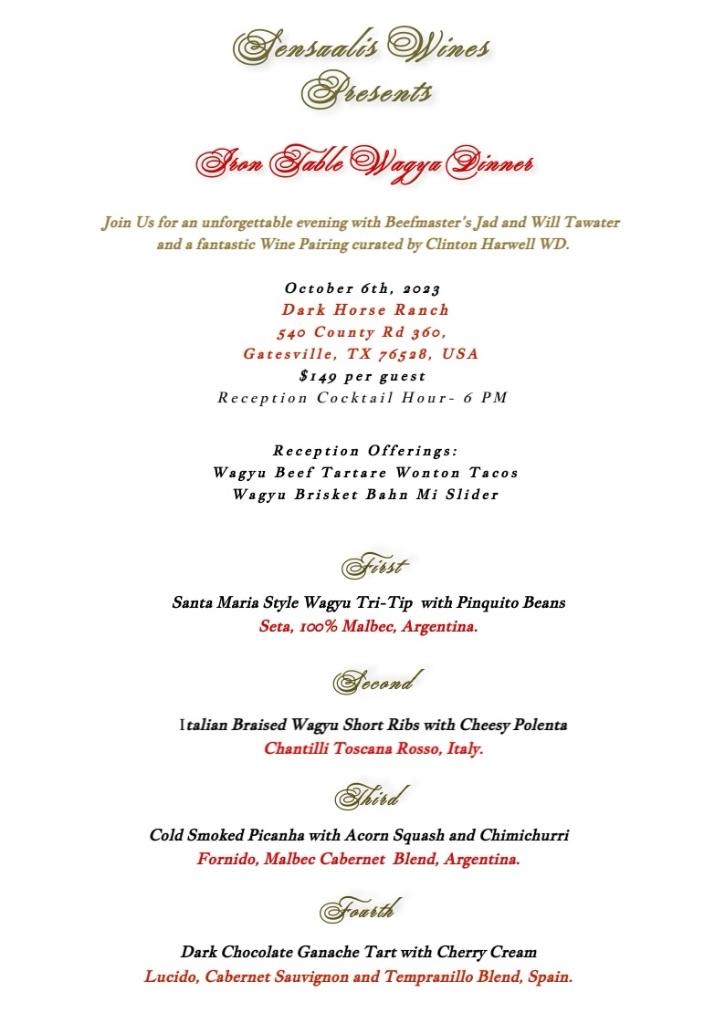 Sensualis Wines
Presents
Iron Table Wagyu Dinner
Join Us for an unforgettable evening with Beefmaster's Jad and Will Tawater
and a fantastic Wine Pairing curated by Clinton Harwell WD.
October 6th, 2023
Dark Horse Ranch
540 County Rd 360,
Gatesville, TX 76528, USA
$149 per guest
Reception Cocktail Hour- 6 PM
Reception Offerings:
Wagyu Beef Tartare Wonton Tacos
Wagyu Brisket Bahn Mi Slider
First
Santa Maria Style Wagyu Tri-Tip with Pinquito Beans
Seta, 100% Malbec, Argentina.
Second
Italian Braised Wagyu Short Ribs with Cheesy Polenta
Chantilli Toscana Rosso, Italy.
Third
Cold Smoked Picanha with Acorn Squash and Chimichurri
Fornido, Malbec Cabernet Blend, Argentina.
Fourth
Dark Chocolate Ganache Tart with Cherry Cream
Lucido, Cabernet Sauvignon and Tempranillo Blend, Spain.